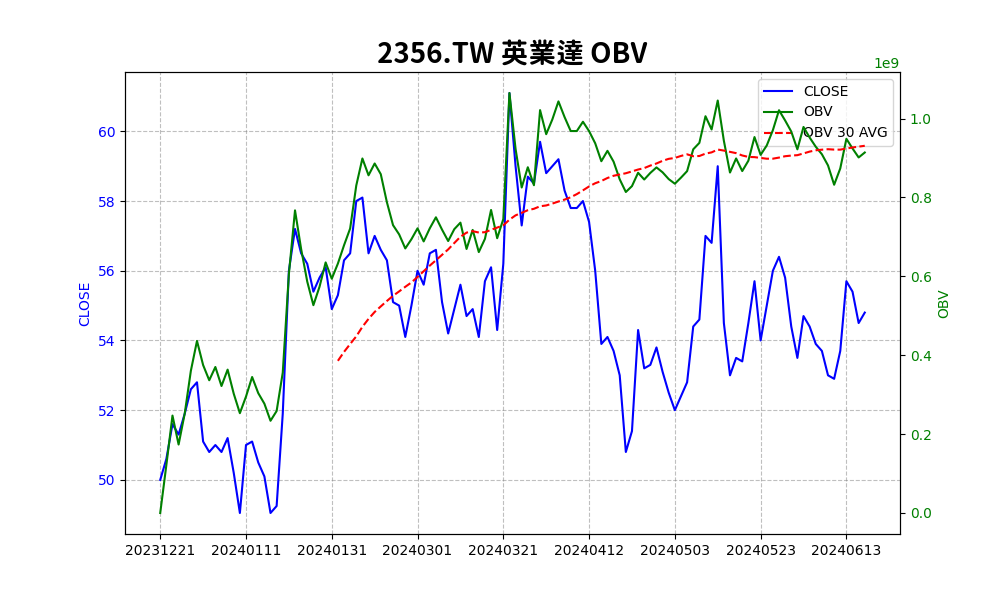 2356.TW 英業達 OBV
1e9
CLOSE
OBV
OBV 30 AVG
60
58
56
54
52
50
CLOSE
1.0
0.8
0.6
0.4
0.2
0.0
OBV
20231221 20240111 20240131 20240301 20240321 20240412 20240503 20240523 20240613